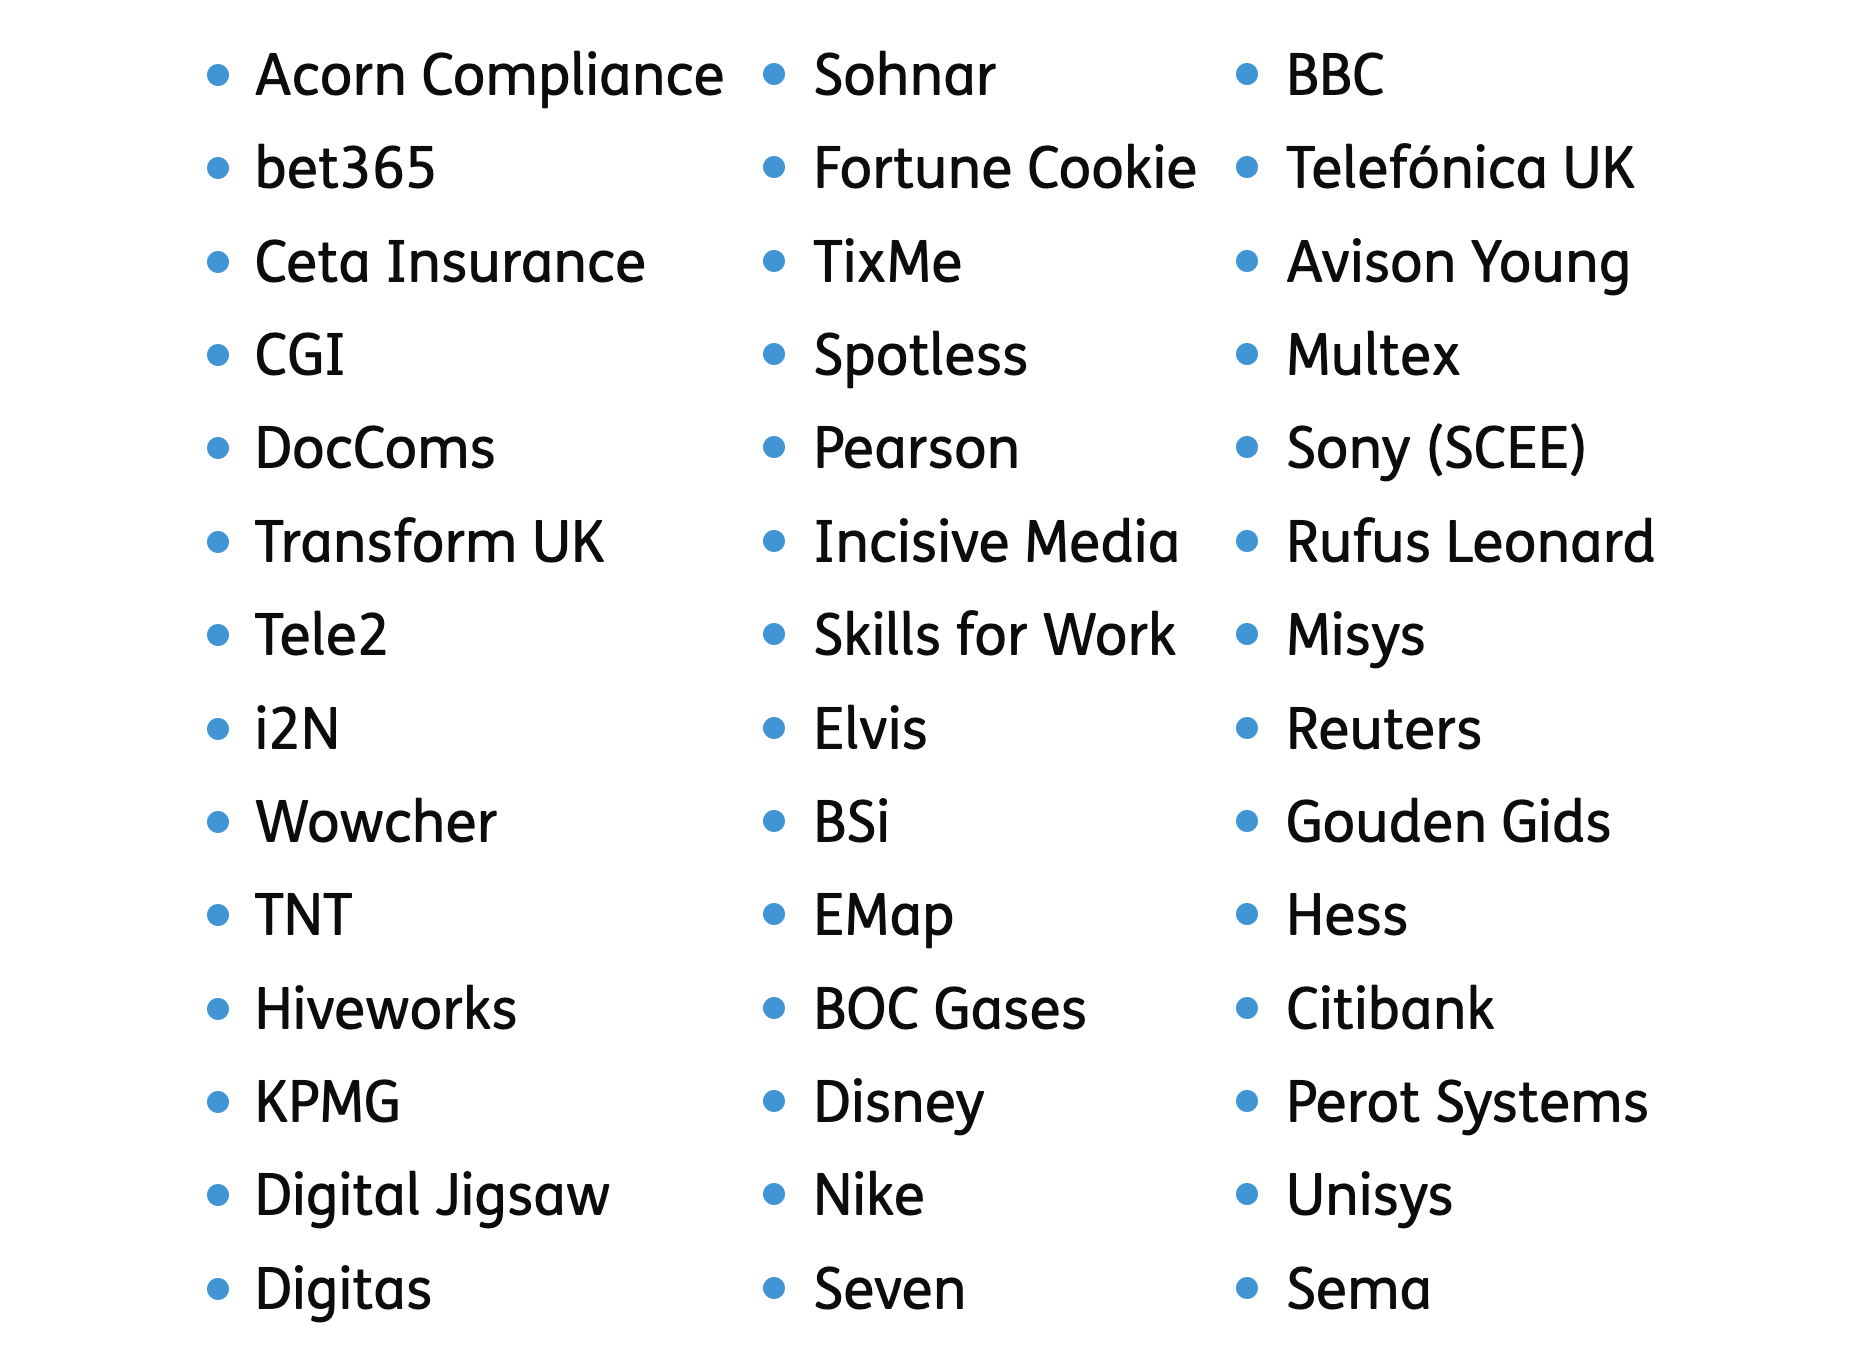 Acorn Compliance
bet365
Ceta Insurance
CGI
DocComs
Transform UK
Tele2
i2N
Wowcher
TNT
Hiveworks
KPMG
Digital Jigsaw
Digitas
Sohnar
Fortune Cookie
TixMe
Spotless
Pearson
Incisive Media
Skills for Work
Elvis
BSi
EMap
BOC Gases
Disney
Nike
Seven
BBC
Telefónica UK
Avison Young
Multex
Sony (SCEE)
Rufus Leonard
Misys
Reuters
Gouden Gids
Hess
Citibank
Perot Systems
Unisys
Sema